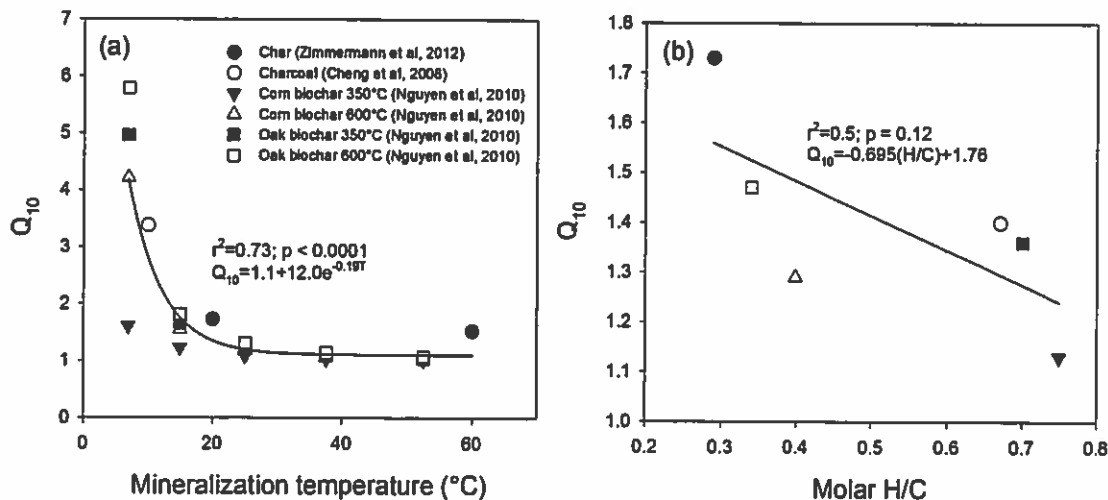 7
6
5
4
3
2
1
0
Q10
(a)
Char (Zimmermann et al, 2012)
Charcoal (Cheng et al, 2008)
Corn biochar 350°C (Nguyen et al, 2010)
Corn biochar 600°C (Nguyen et al, 2010)
Oak biochar 350°C (Nguyen et al, 2010)
Oak biochar 600°C (Nguyen et al, 2010)
r²=0.73; p < 0.0001
Q10=1.1+12.0e^-0.19T
0 20 40 60
Mineralization temperature (°C)
1.8
1.7
1.6
1.5
1.4
1.3
1.2
1.1
1.0
Q10
(b)
r²=0.5; p = 0.12
Q10=-0.695(H/C)+1.76
0.2 0.3 0.4 0.5 0.6 0.7 0.8
Molar H/C